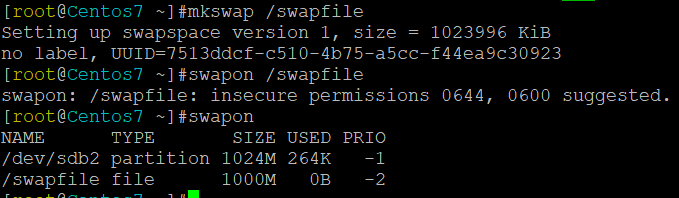 [root@Centos7 ~]#mkswap /swapfile
Setting up swapspace version 1, size = 1023996 KiB
no label, UUID=7513ddcf-c510-4b75-a5cc-f44ea9c30923
[root@Centos7 ~]#swapon /swapfile
swapon: /swapfile: insecure permissions 0644, 0600 suggested.
[root@Centos7 ~]#swapon
NAME      TYPE       SIZE USED PRIO
/dev/sdb2 partition 1024M 264K   -1
/swapfile file      1000M   0B   -2
[root@Centos7 ~]#